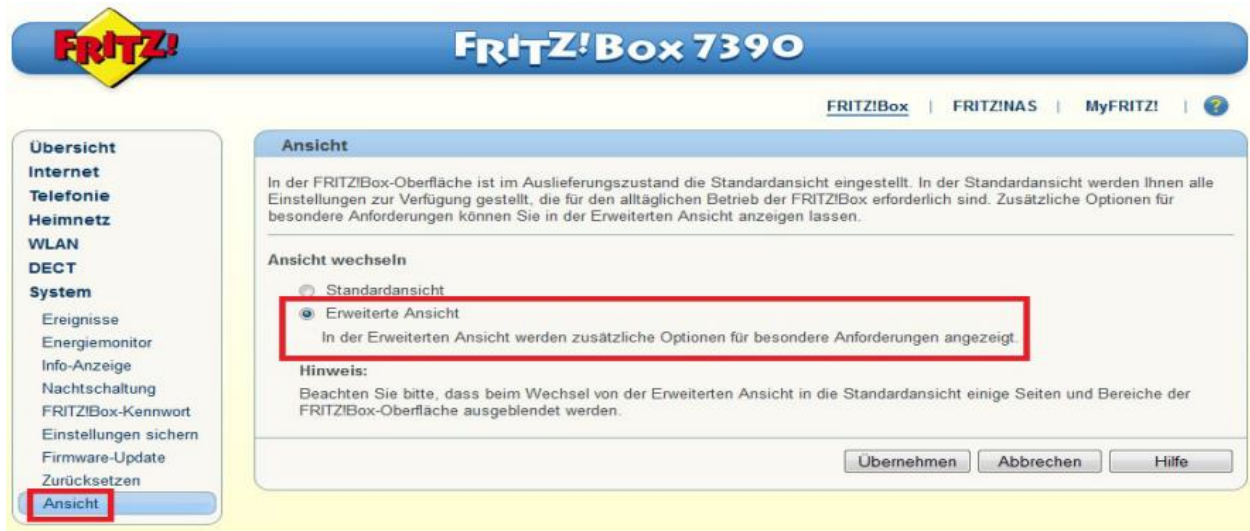 FRITZ!
FRITZ!Box 7390
FRITZ!Box | FRITZ!NAS | MyFRITZ! | ?
Übersicht
Internet
Telefonie
Heimnetz
WLAN
DECT
System
Ereignisse
Energiemonitor
Info-Anzeige
Nachtschaltung
FRITZ!Box-Kennwort
Einstellungen sichern
Firmware-Update
Zurücksetzen
Ansicht
Ansicht
In der FRITZ!Box-Oberfläche ist im Auslieferungszustand die Standardansicht eingestellt. In der Standardansicht werden Ihnen alle
Einstellungen zur Verfügung gestellt, die für den alltäglichen Betrieb der FRITZ!Box erforderlich sind. Zusätzliche Optionen für
besondere Anforderungen können Sie in der Erweiterten Ansicht anzeigen lassen.
Ansicht wechseln
Standardansicht
Erweiterte Ansicht
In der Erweiterten Ansicht werden zusätzliche Optionen für besondere Anforderungen angezeigt.
Hinweis:
Beachten Sie bitte, dass beim Wechsel von der Erweiterten Ansicht in die Standardansicht einige Seiten und Bereiche der
FRITZ!Box-Oberfläche ausgeblendet werden.
Übernehmen Abbrechen Hilfe